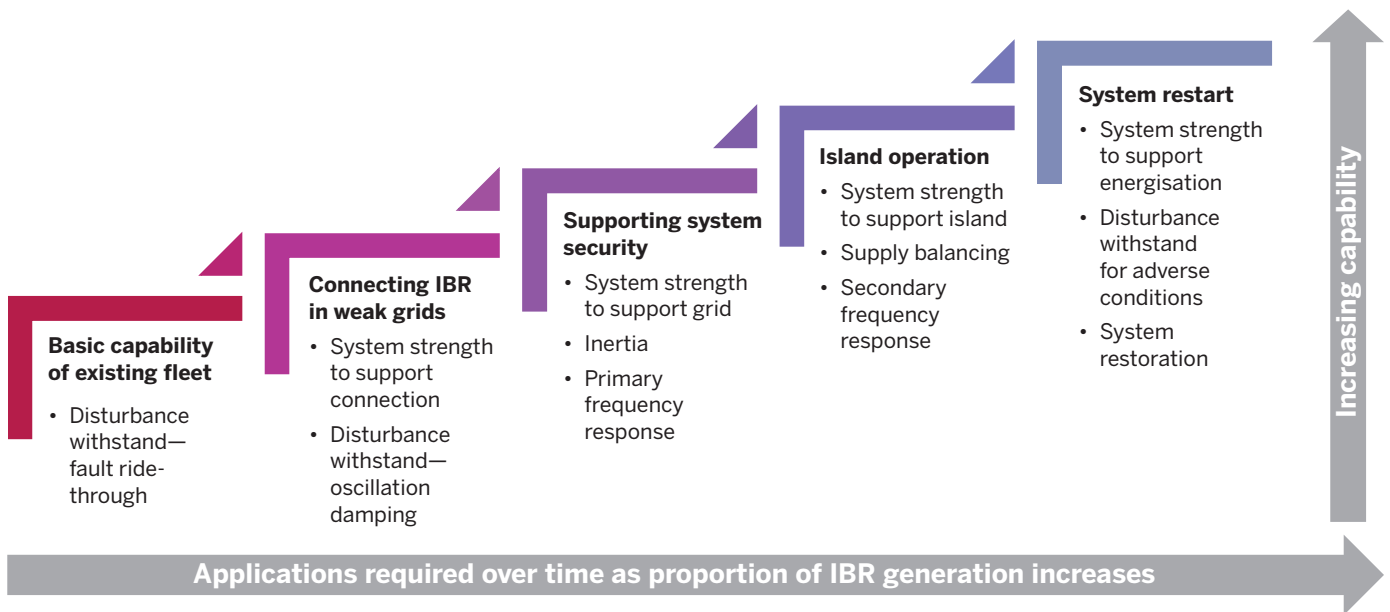 Basic capability
of existing fleet
• Disturbance
withstand—
fault ride-
through
Connecting IBR
in weak grids
• System strength
to support
connection
• Disturbance
withstand—
oscillation
damping
Supporting system
security
• System strength
to support grid
• Inertia
• Primary
frequency
response
Island operation
• System strength
to support island
• Supply balancing
• Secondary
frequency
response
System restart
• System strength
to support
energisation
• Disturbance
withstand
for adverse
conditions
• System
restoration
Increasing capability
Applications required over time as proportion of IBR generation increases